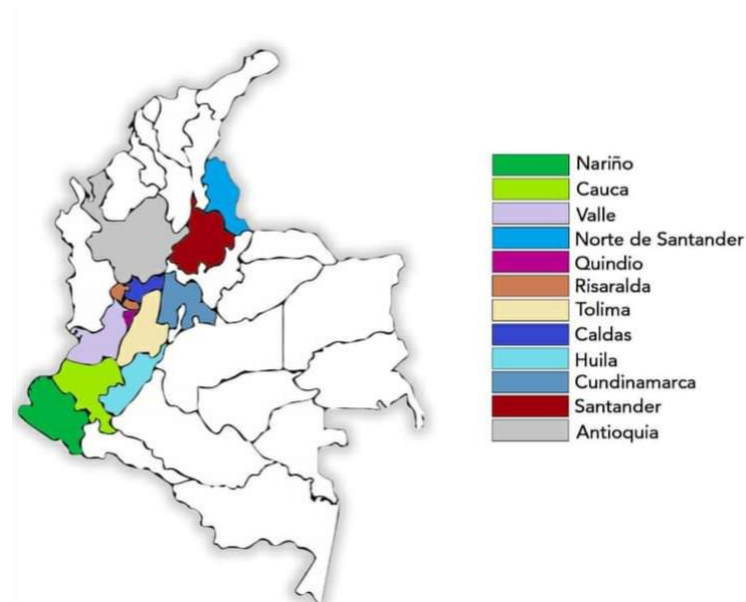 Nariño
Cauca
Valle
Norte de Santander
Quindio
Risaralda
Tolima
Caldas
Huila
Cundinamarca
Santander
Antioquia